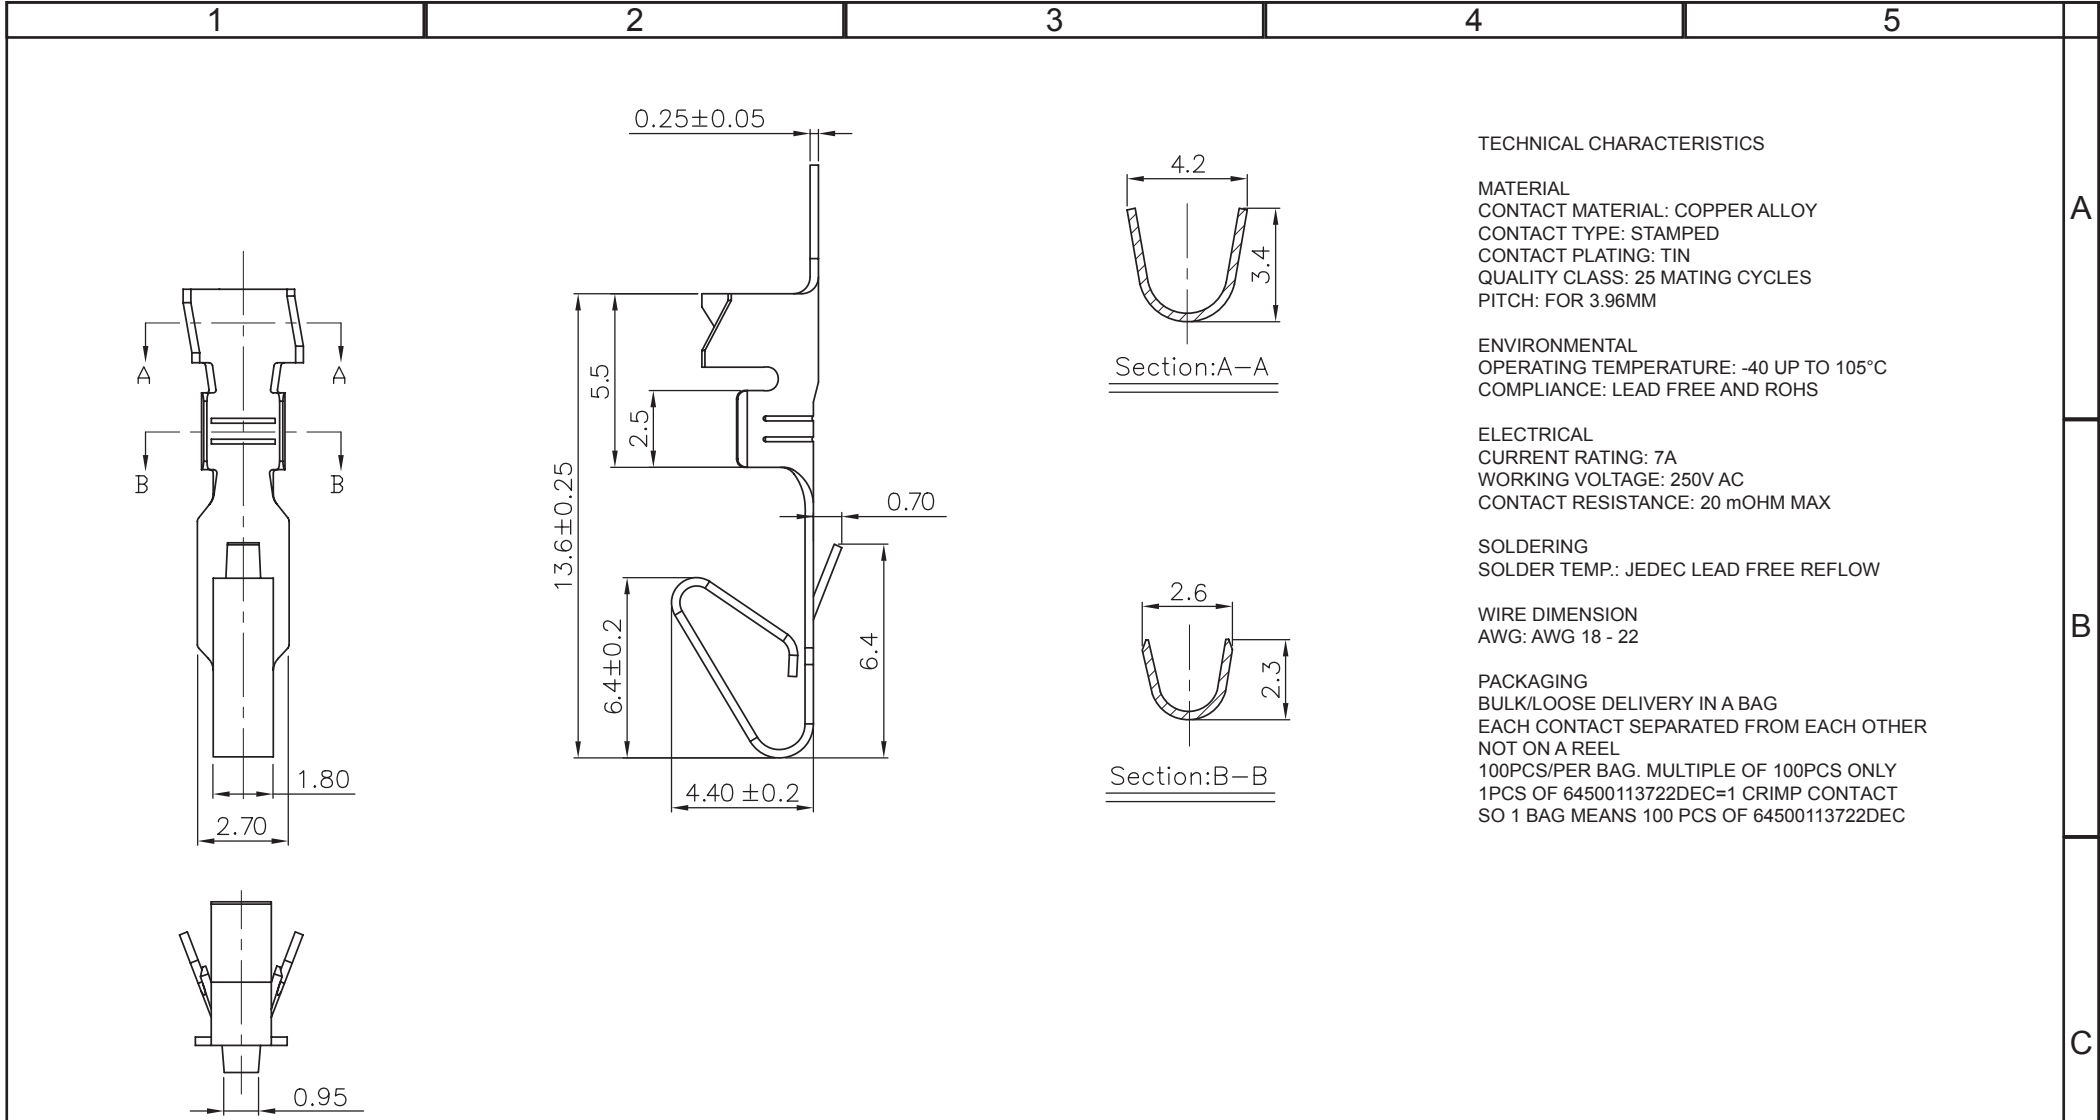 1 2 3 4 5
A
B
C
0.25±0.05
5.5
2.5
13.6±0.25
0.70
6.4±0.2
6.4
4.40 ±0.2
A A
B B
1.80
2.70
0.95
4.2
3.4
Section:A-A
2.6
2.3
Section:B-B
TECHNICAL CHARACTERISTICS
MATERIAL
CONTACT MATERIAL: COPPER ALLOY
CONTACT TYPE: STAMPED
CONTACT PLATING: TIN
QUALITY CLASS: 25 MATING CYCLES
PITCH: FOR 3.96MM
ENVIRONMENTAL
OPERATING TEMPERATURE: -40 UP TO 105°C
COMPLIANCE: LEAD FREE AND ROHS
ELECTRICAL
CURRENT RATING: 7A
WORKING VOLTAGE: 250V AC
CONTACT RESISTANCE: 20 mOHM MAX
SOLDERING
SOLDER TEMP.: JEDEC LEAD FREE REFLOW
WIRE DIMENSION
AWG: AWG 18 - 22
PACKAGING
BULK/LOOSE DELIVERY IN A BAG
EACH CONTACT SEPARATED FROM EACH OTHER
NOT ON A REEL
100PCS/PER BAG. MULTIPLE OF 100PCS ONLY
1PCS OF 64500113722DEC=1 CRIMP CONTACT
SO 1 BAG MEANS 100 PCS OF 64500113722DEC